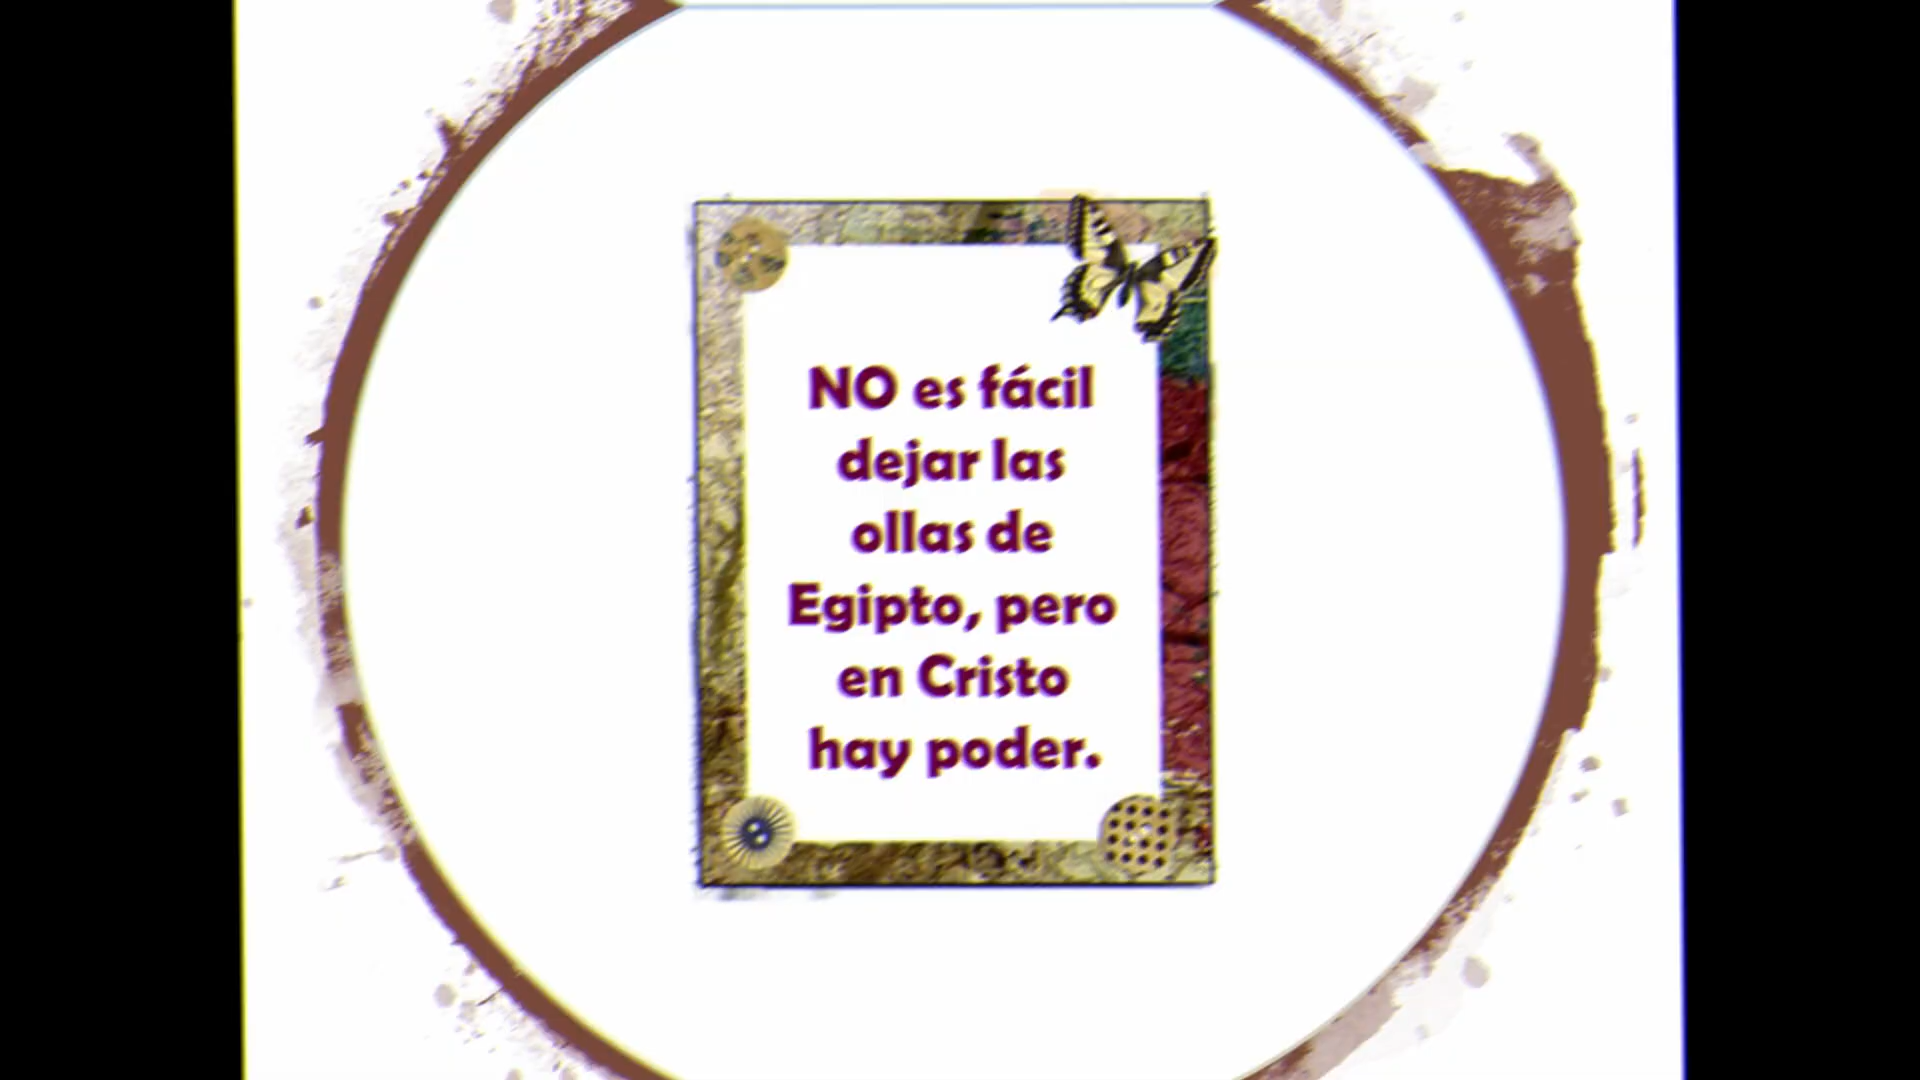 NO es fácil
dejar las
ollas de
Egipto, pero
en Cristo
hay poder.